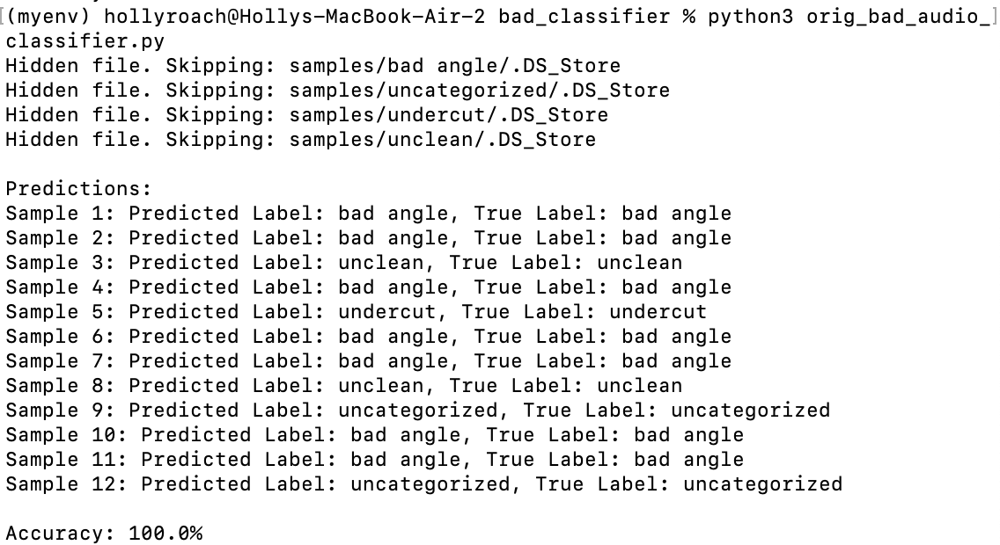 [(myenv) hollyroach@Hollys-MacBook-Air-2 bad_classifier % python3 orig_bad_audio_]
classifier.py
Hidden file. Skipping: samples/bad angle/.DS_Store
Hidden file. Skipping: samples/uncategorized/.DS_Store
Hidden file. Skipping: samples/undercut/.DS_Store
Hidden file. Skipping: samples/unclean/.DS_Store

Predictions:
Sample 1: Predicted Label: bad angle, True Label: bad angle
Sample 2: Predicted Label: bad angle, True Label: bad angle
Sample 3: Predicted Label: unclean, True Label: unclean
Sample 4: Predicted Label: bad angle, True Label: bad angle
Sample 5: Predicted Label: undercut, True Label: undercut
Sample 6: Predicted Label: bad angle, True Label: bad angle
Sample 7: Predicted Label: bad angle, True Label: bad angle
Sample 8: Predicted Label: unclean, True Label: unclean
Sample 9: Predicted Label: uncategorized, True Label: uncategorized
Sample 10: Predicted Label: bad angle, True Label: bad angle
Sample 11: Predicted Label: bad angle, True Label: bad angle
Sample 12: Predicted Label: uncategorized, True Label: uncategorized

Accuracy: 100.0%